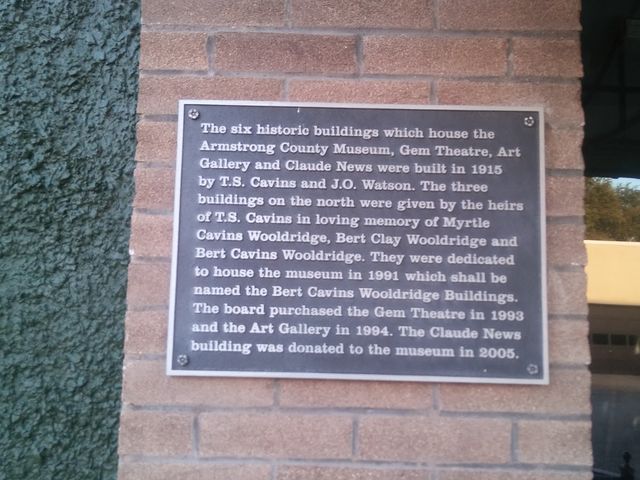 The six historic buildings which house the
Armstrong County Museum, Gem Theatre, Art
Gallery and Claude News were built in 1915
by T.S. Cavins and J.O. Watson. The three
buildings on the north were given by the heirs
of T.S. Cavins in loving memory of Myrtle
Cavins Wooldridge, Bert Clay Wooldridge and
Bert Cavins Wooldridge. They were dedicated
to house the museum in 1991 which shall be
named the Bert Cavins Wooldridge Buildings.
The board purchased the Gem Theatre in 1993
and the Art Gallery in 1994. The Claude News
building was donated to the museum in 2005.